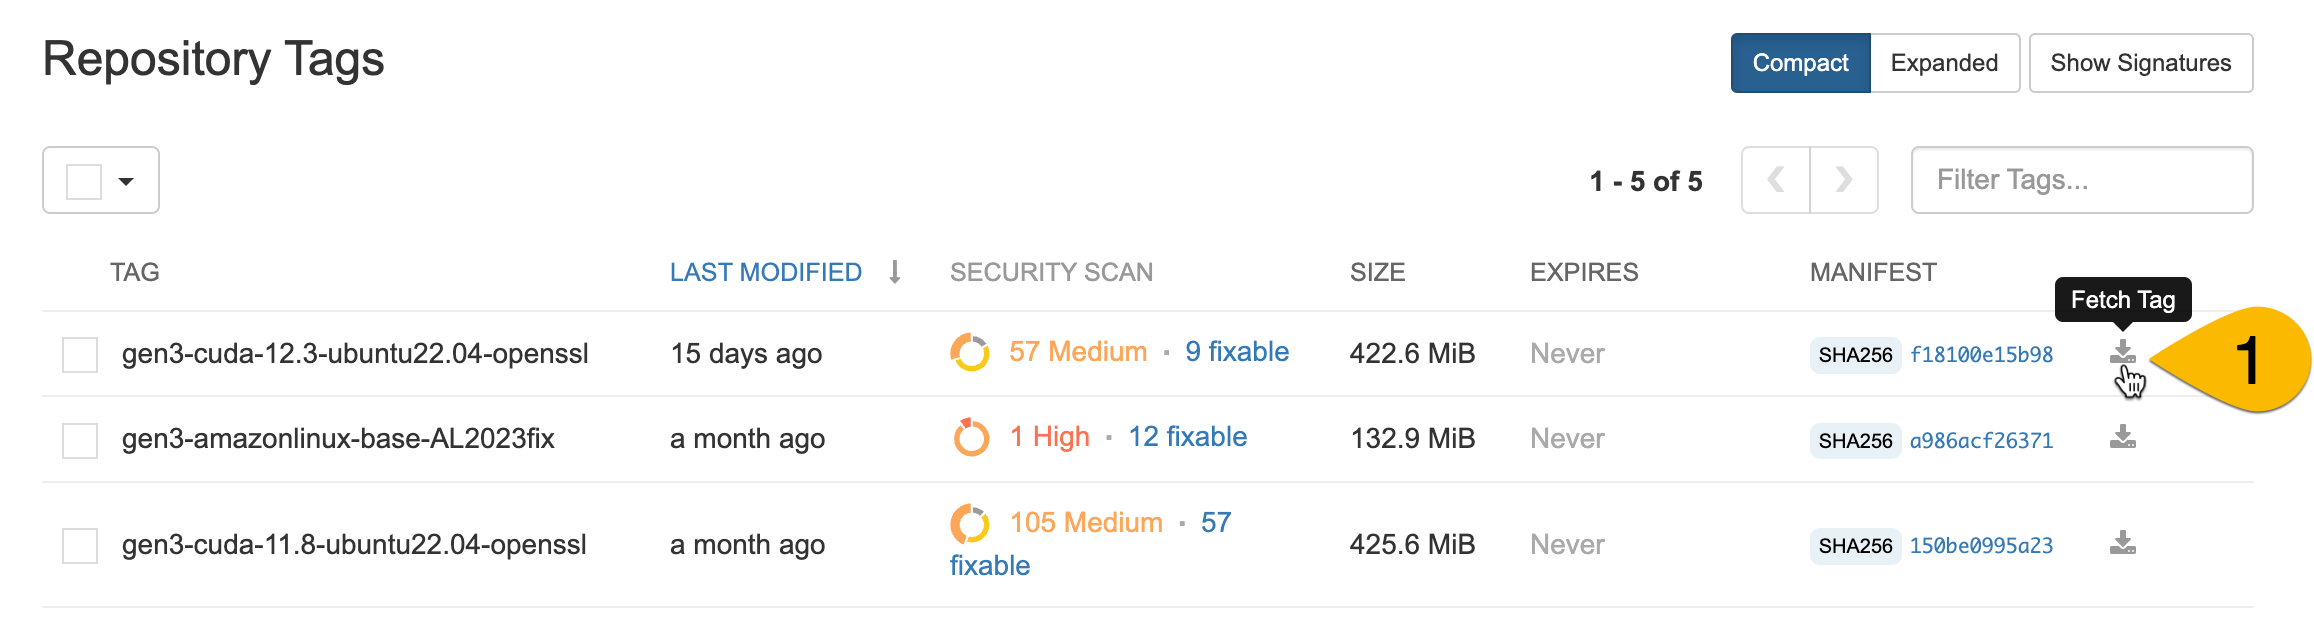 Repository Tags
Compact
Expanded
Show Signatures
1 - 5 of 5
Filter Tags...
TAG
LAST MODIFIED
SECURITY SCAN
SIZE
EXPIRES
MANIFEST
Fetch Tag
gen3-cuda-12.3-ubuntu22.04-openssl
15 days ago
57 Medium · 9 fixable
422.6 MiB
Never
SHA256 f18100e15b98
1
gen3-amazonlinux-base-AL2023fix
a month ago
1 High · 12 fixable
132.9 MiB
Never
SHA256 a986acf26371
gen3-cuda-11.8-ubuntu22.04-openssl
a month ago
105 Medium · 57
fixable
425.6 MiB
Never
SHA256 150be0995a23